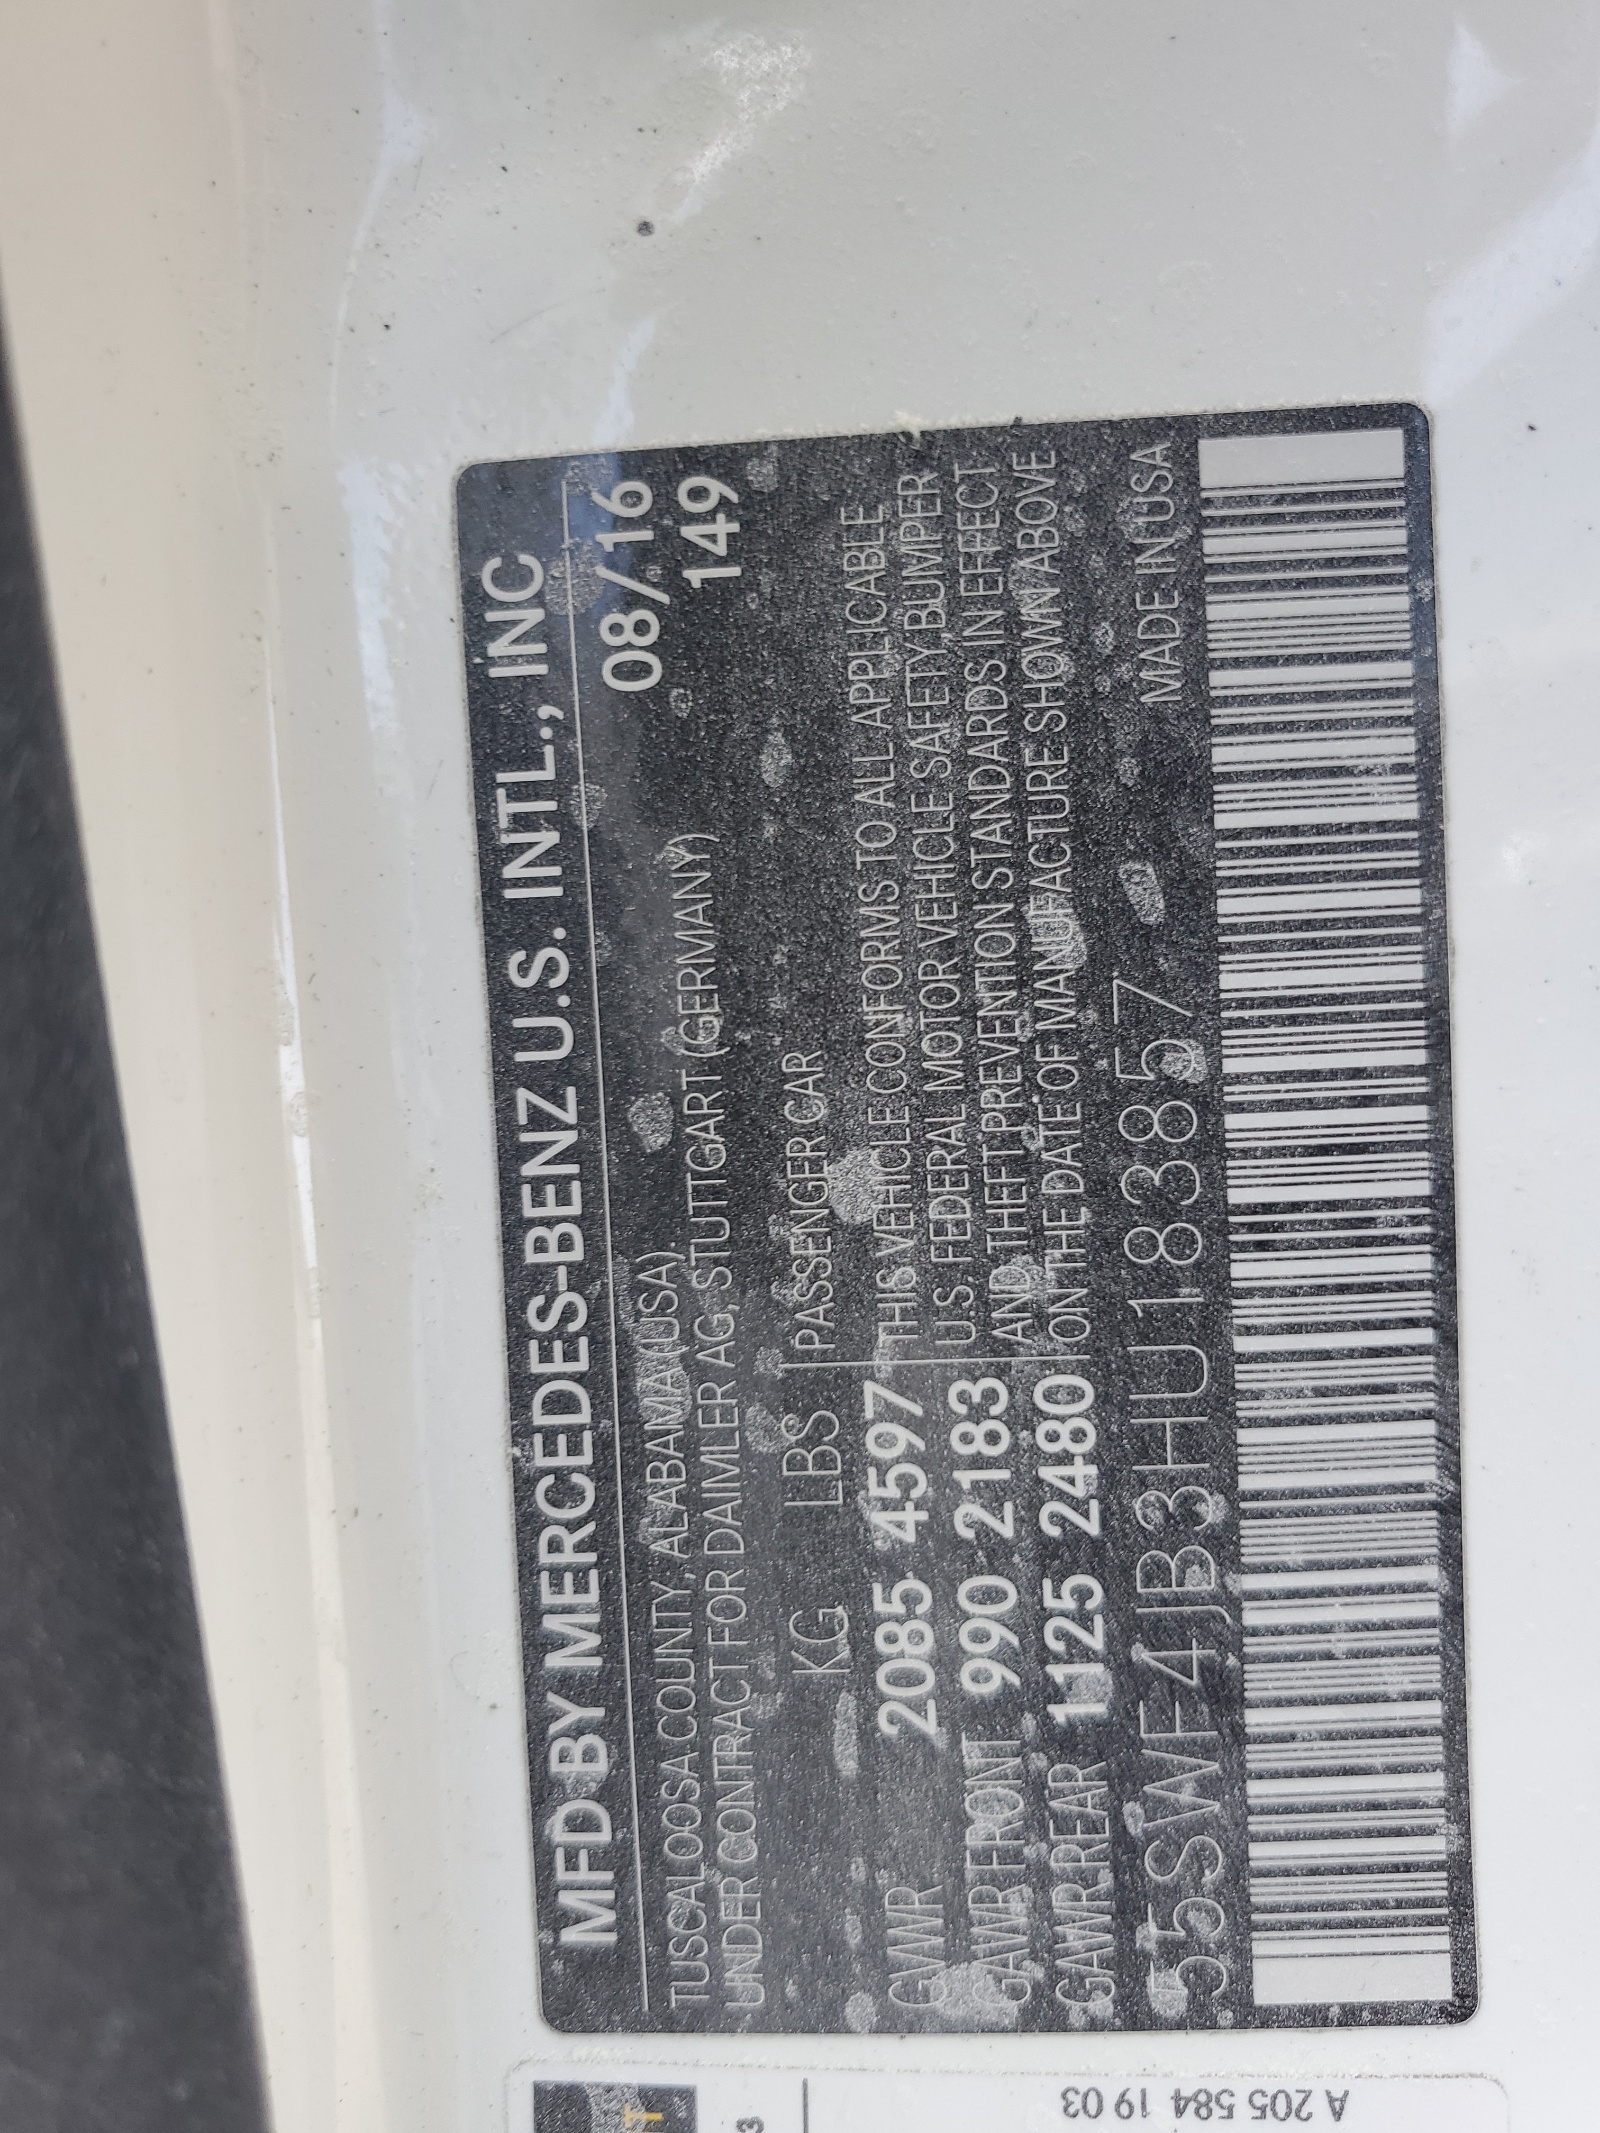 MFD BY MERCEDES-BENZ U.S. INTL., INC
08/16
TUSCALOOSA COUNTY, ALABAMA (USA).
149
UNDER CONTRACT FOR DAIMLER AG, STUTTGART (GERMANY)
KG LBS PASSENGER CAR
GVWR 2085 4597 THIS VEHICLE CONFORMS TO ALL APPLICABLE
U.S. FEDERAL MOTOR VEHICLE SAFETY, BUMPER
GAWR FRONT 990 2183 AND THEFT PREVENTION STANDARDS IN EFFECT
GAWR REAR 1125 2480 ON THE DATE OF MANUFACTURE SHOWN ABOVE
55SWF4JB3HU183857 MADE IN USA
T
3
A 205 584 19 03